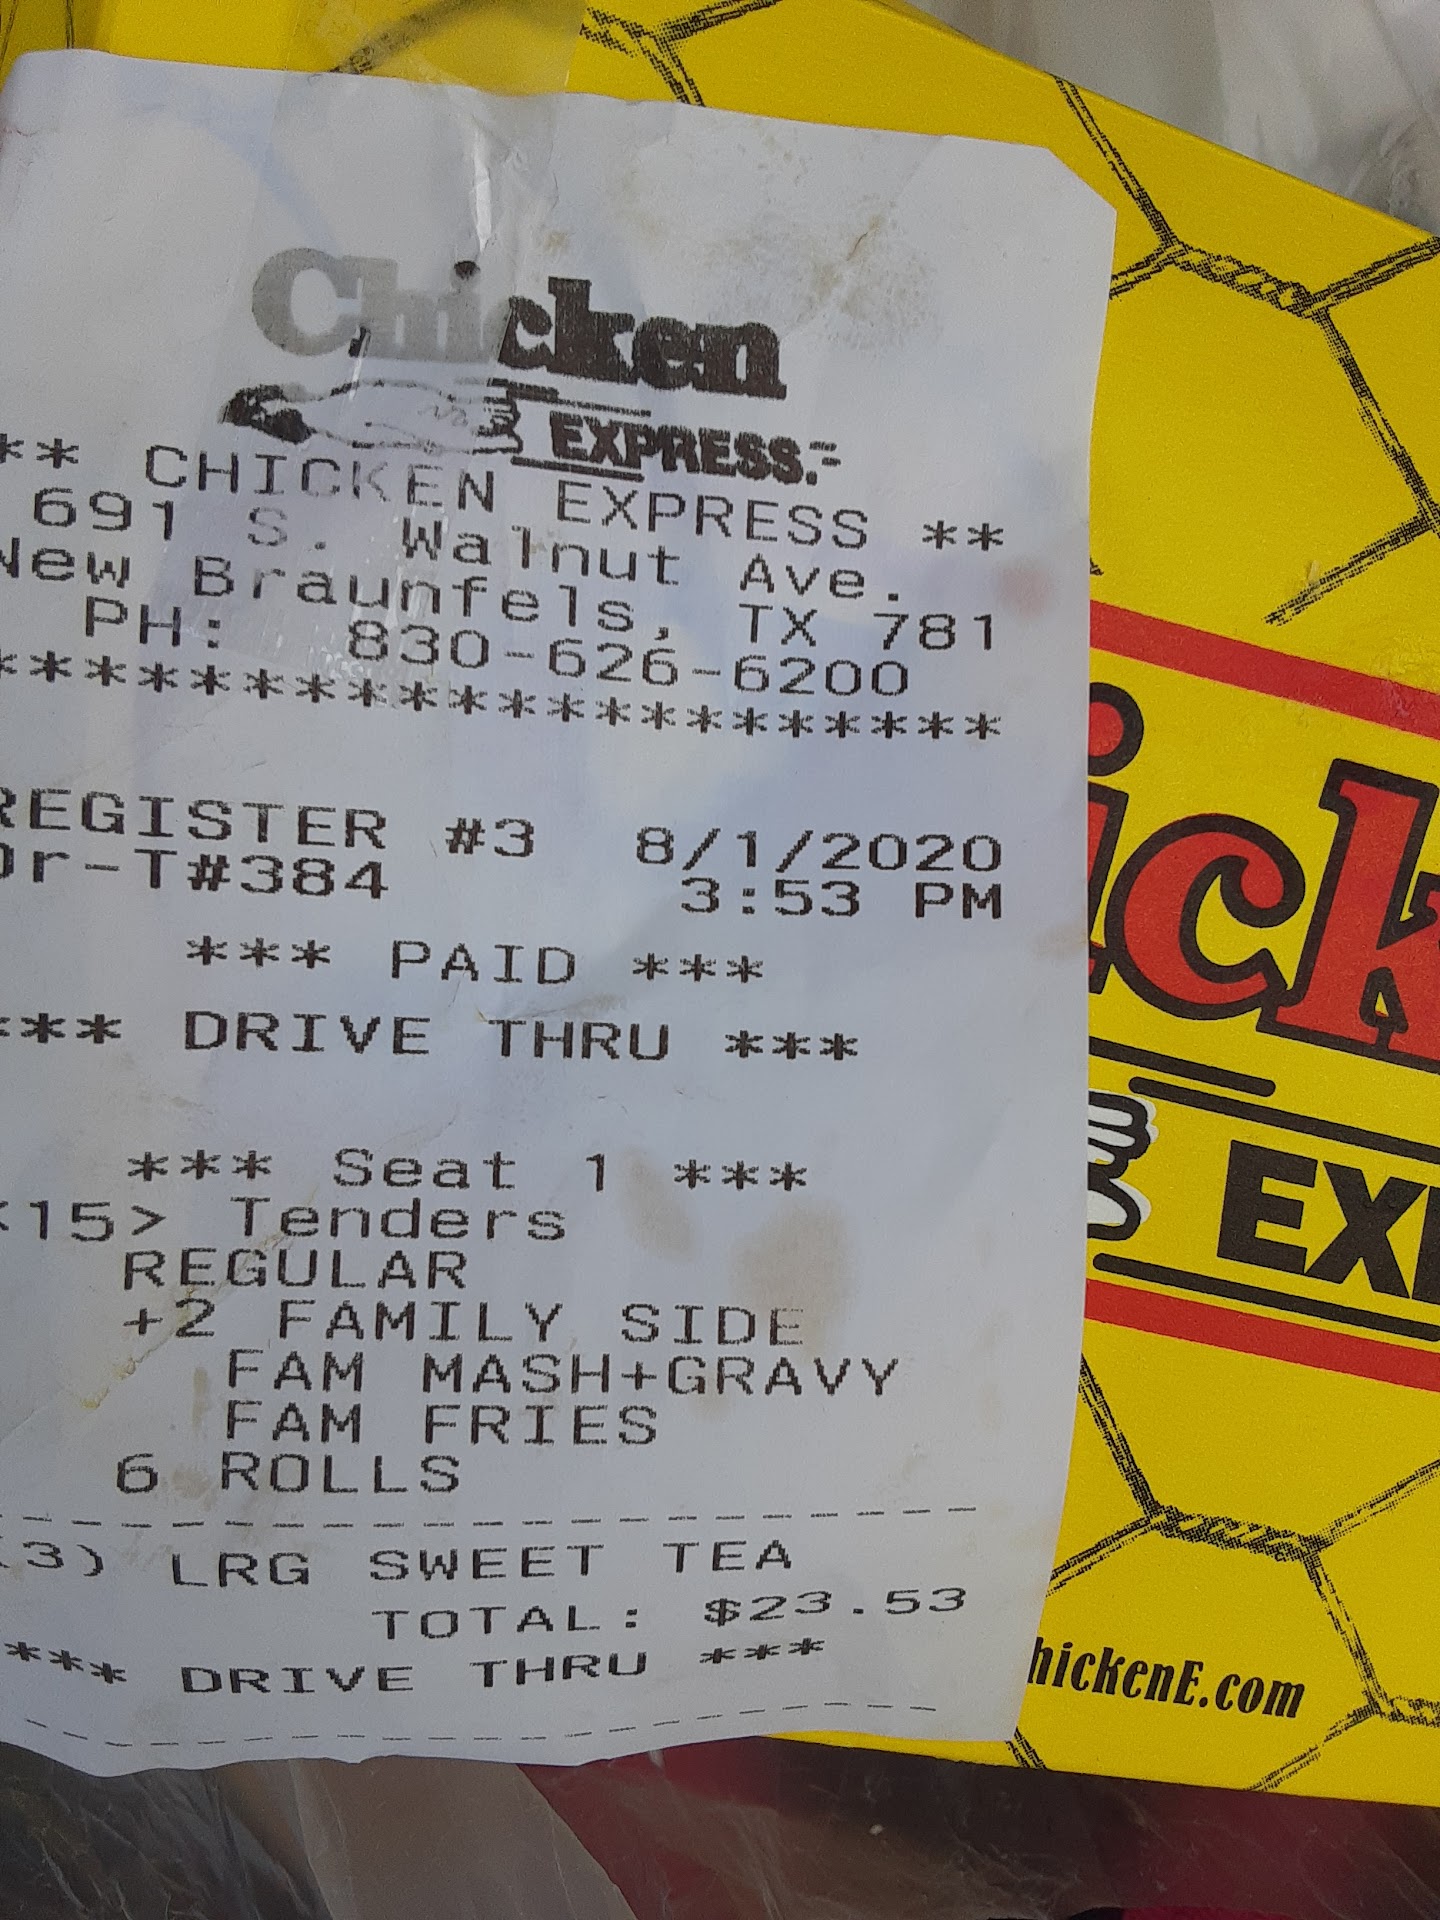 Chicken
EXPRESS.
** CHICKEN EXPRESS **
691 S. Walnut Ave.
New Braunfels, TX 781
PH: 830-626-6200
********************
REGISTER #3 8/1/2020
Dr-T#384 3:53 PM
*** PAID ***
*** DRIVE THRU ***
*** Seat 1 ***
<15> Tenders
REGULAR
+2 FAMILY SIDE
FAM MASH+GRAVY
FAM FRIES
6 ROLLS
(3) LRG SWEET TEA
TOTAL: $23.53
*** DRIVE THRU ***
ick
EX
hickenE.com